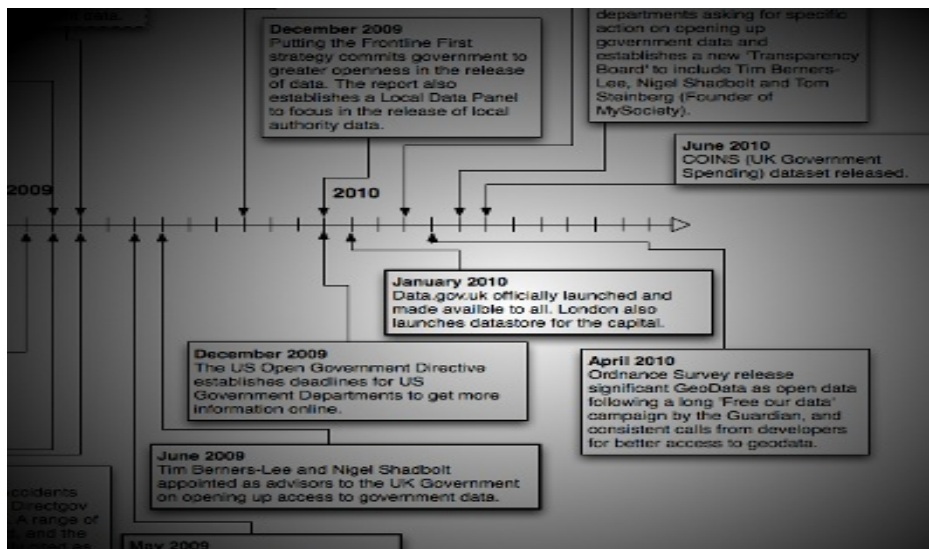 data.
December 2009
Putting the Frontline First
strategy commits government to
greater openness in the release
of data. The report also
establishes a Local Data Panel
to focus in the release of local
authority data.
departments asking for specific
action on opening up
government data and
establishes a new 'Transparency
Board' to include Tim Berners-
Lee, Nigel Shadbolt and Tom
Steinberg (Founder of
MySociety).
June 2010
COINS (UK Government
Spending) dataset released.
2009
2010
January 2010
Data.gov.uk officially launched and
made availble to all. London also
launches datastore for the capital.
December 2009
The US Open Government Directive
establishes deadlines for US
Government Departments to get more
information online.
April 2010
Ordnance Survey release
significant GeoData as open data
following a long 'Free our data'
campaign by the Guardian, and
consistent calls from developers
for better access to geodata.
June 2009
Tim Berners-Lee and Nigel Shadbolt
appointed as advisors to the UK Government
on opening up access to government data.
ccidents
Directgov
A range of
and the
as
May 2009